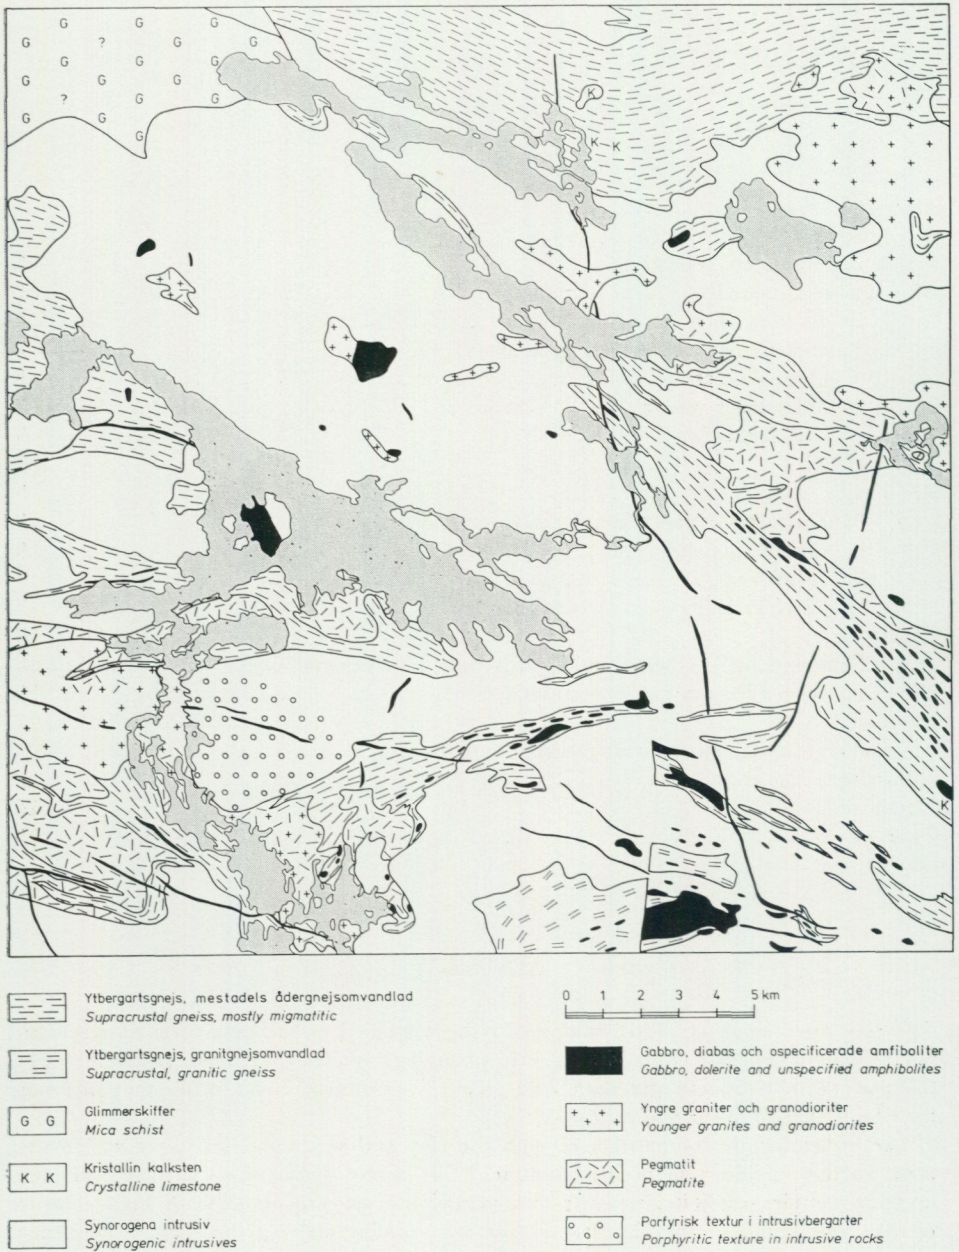 G G G
G ? G G
G G G
G G G G
? G G
G G
G
K
K-K
K
K
Ytbergartsgnejs, mestadels ådergnejsomvandlad
Supracrustal gneiss, mostly migmatitic
Ytbergartsgnejs, granitgnejsomvandlad
Supracrustal, granitic gneiss
G G
Glimmerskiffer
Mica schist
K K
Kristallin kalksten
Crystalline limestone
Synorogena intrusiv
Synorogenic intrusives
0 1 2 3 4 5 km
Gabbro, diabas och ospecificerade amfiboliter
Gabbro, dolerite and unspecified amphibolites
Yngre graniter och granodioriter
Younger granites and granodiorites
Pegmatit
Pegmatite
Porfyrisk textur i intrusivbergarter
Porphyritic texture in intrusive rocks